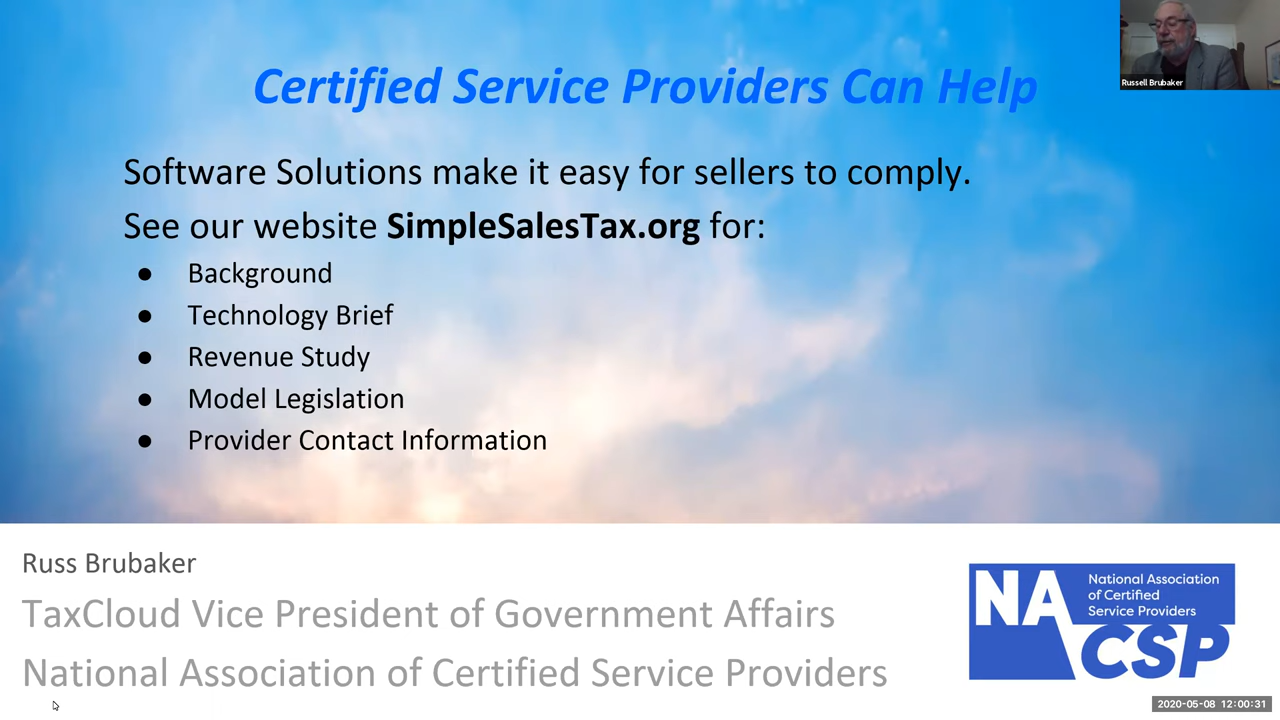 Certified Service Providers Can Help
Russell Brubaker
Software Solutions make it easy for sellers to comply.
See our website SimpleSalesTax.org for:
● Background
● Technology Brief
● Revenue Study
● Model Legislation
● Provider Contact Information
Russ Brubaker
TaxCloud Vice President of Government Affairs
National Association of Certified Service Providers
NA
National Association
of Certified
Service Providers
CSP
2020-05-08 12:00:31